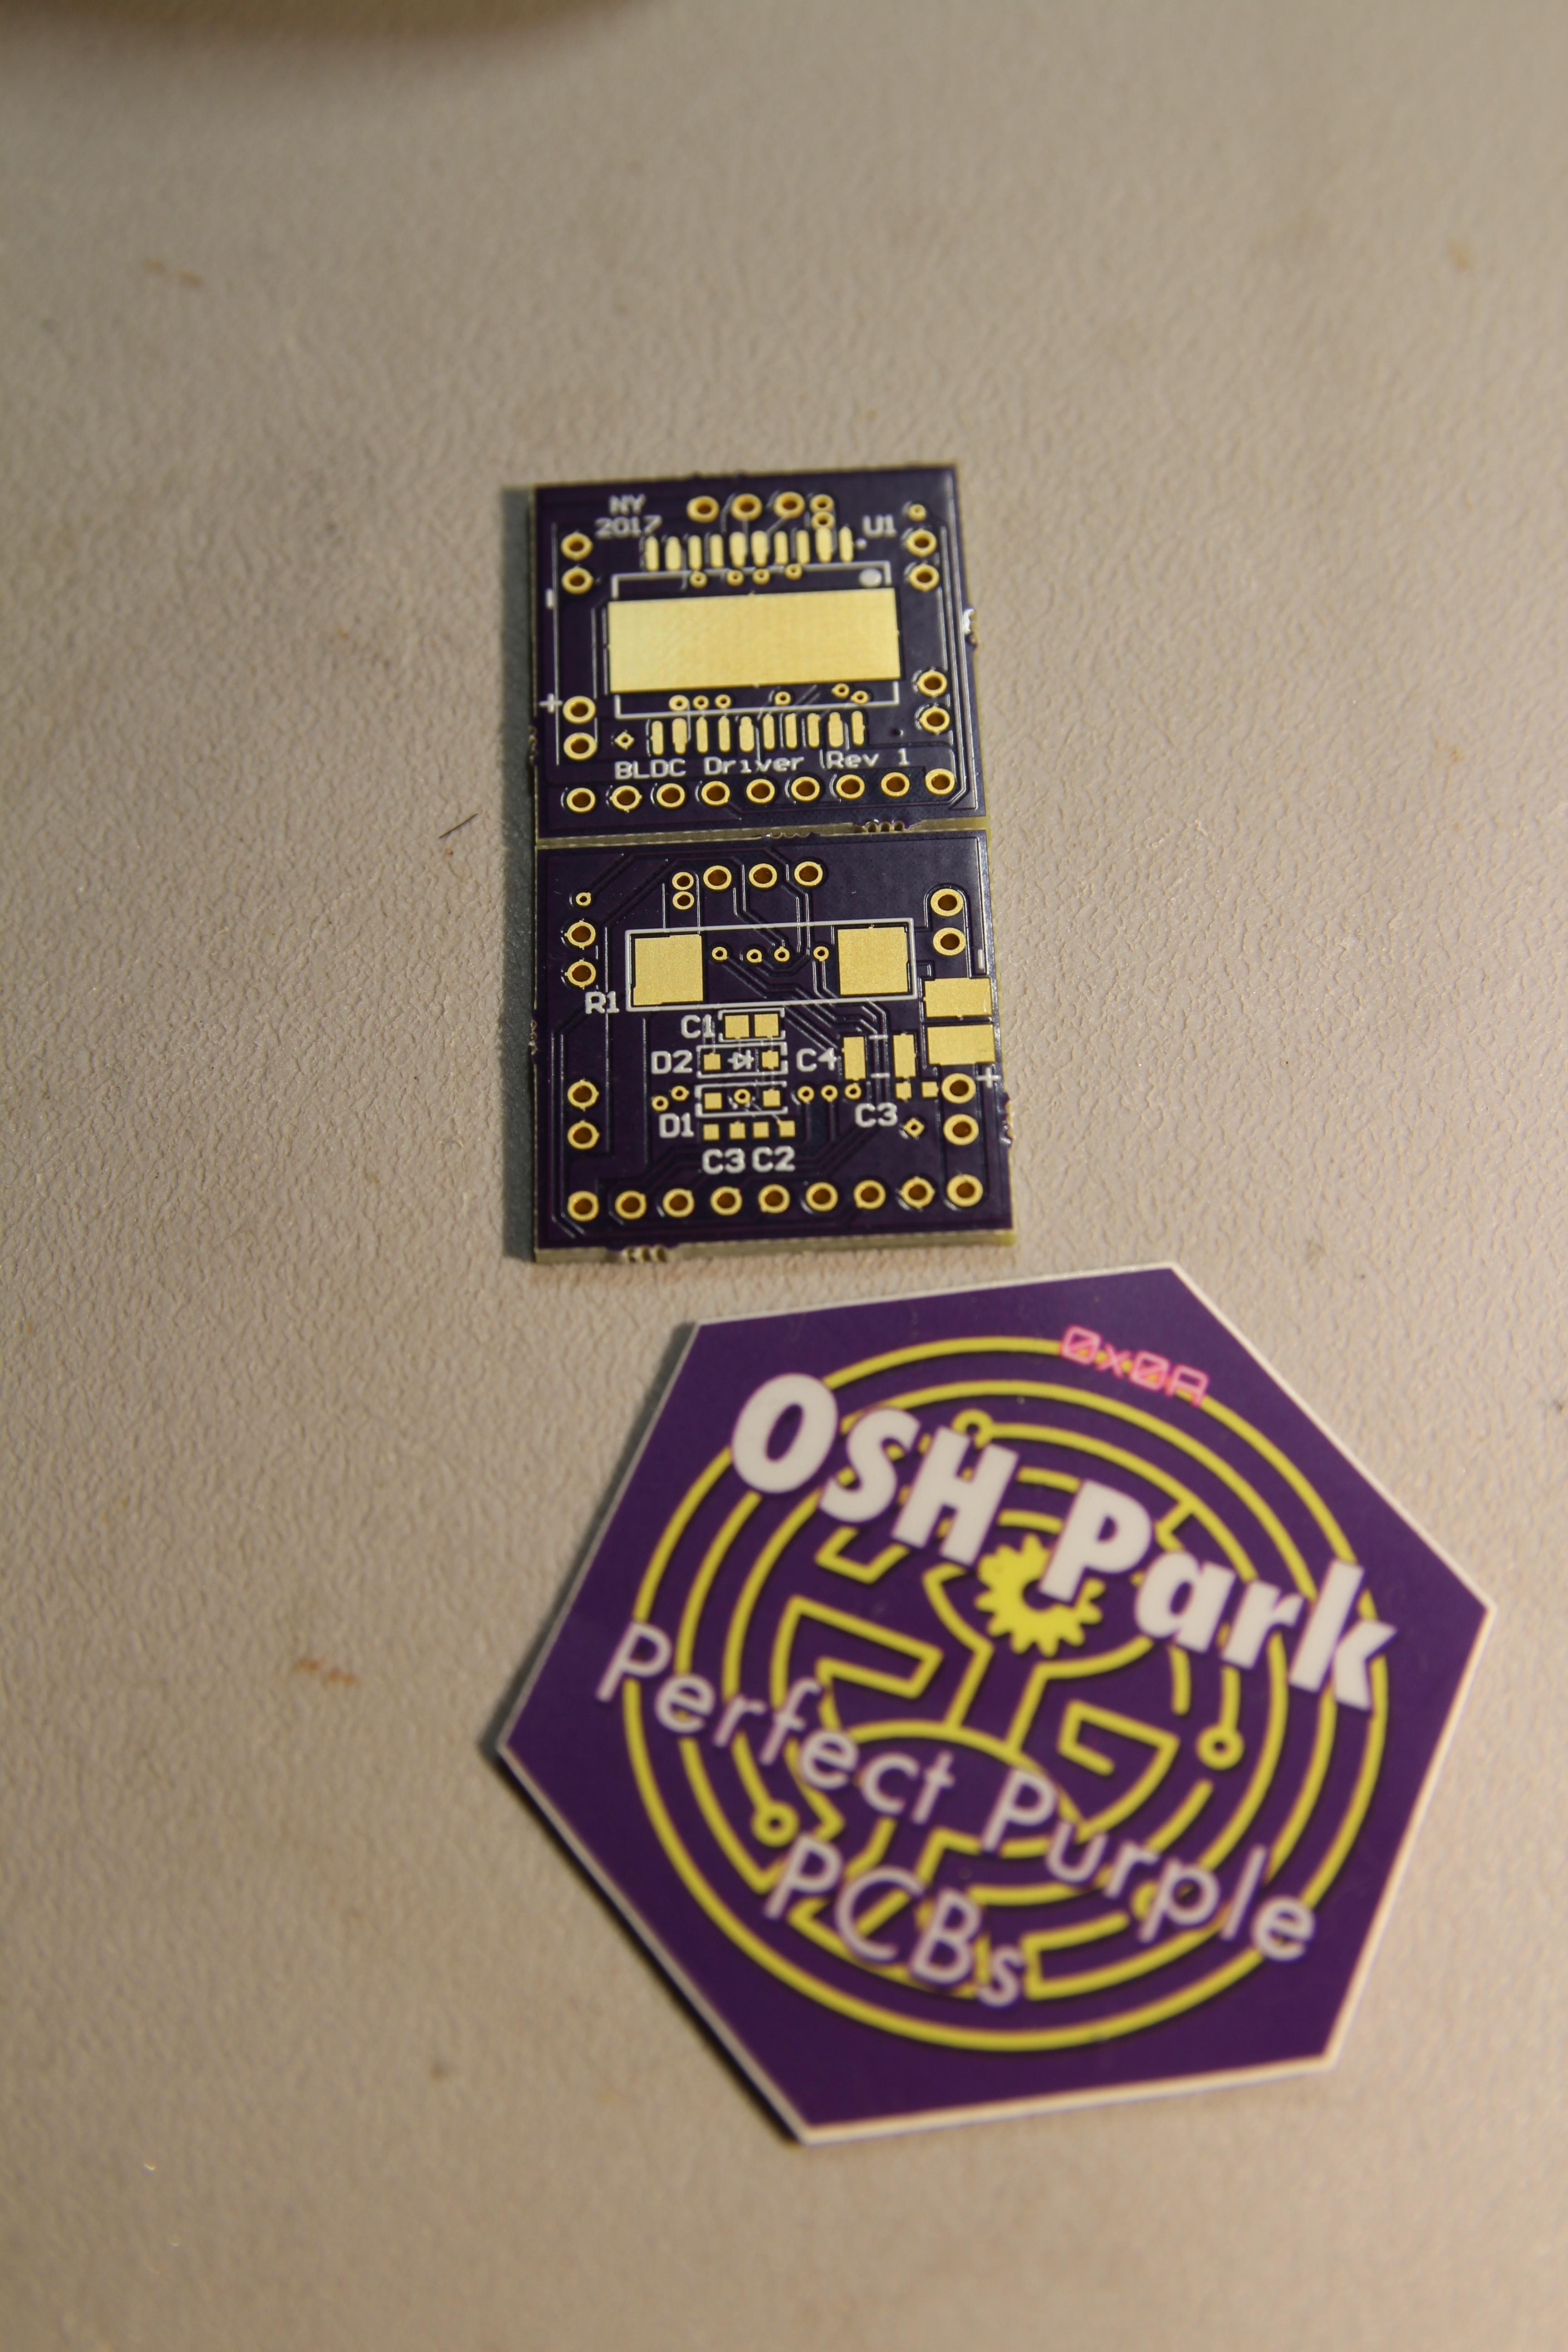 NY
2017
U1
-
+
BLDC Driver Rev 1
R1
C1
D2
C4
+
D1
C3
C3 C2
0x0A
OSH Park
Perfect Purple
PCBs